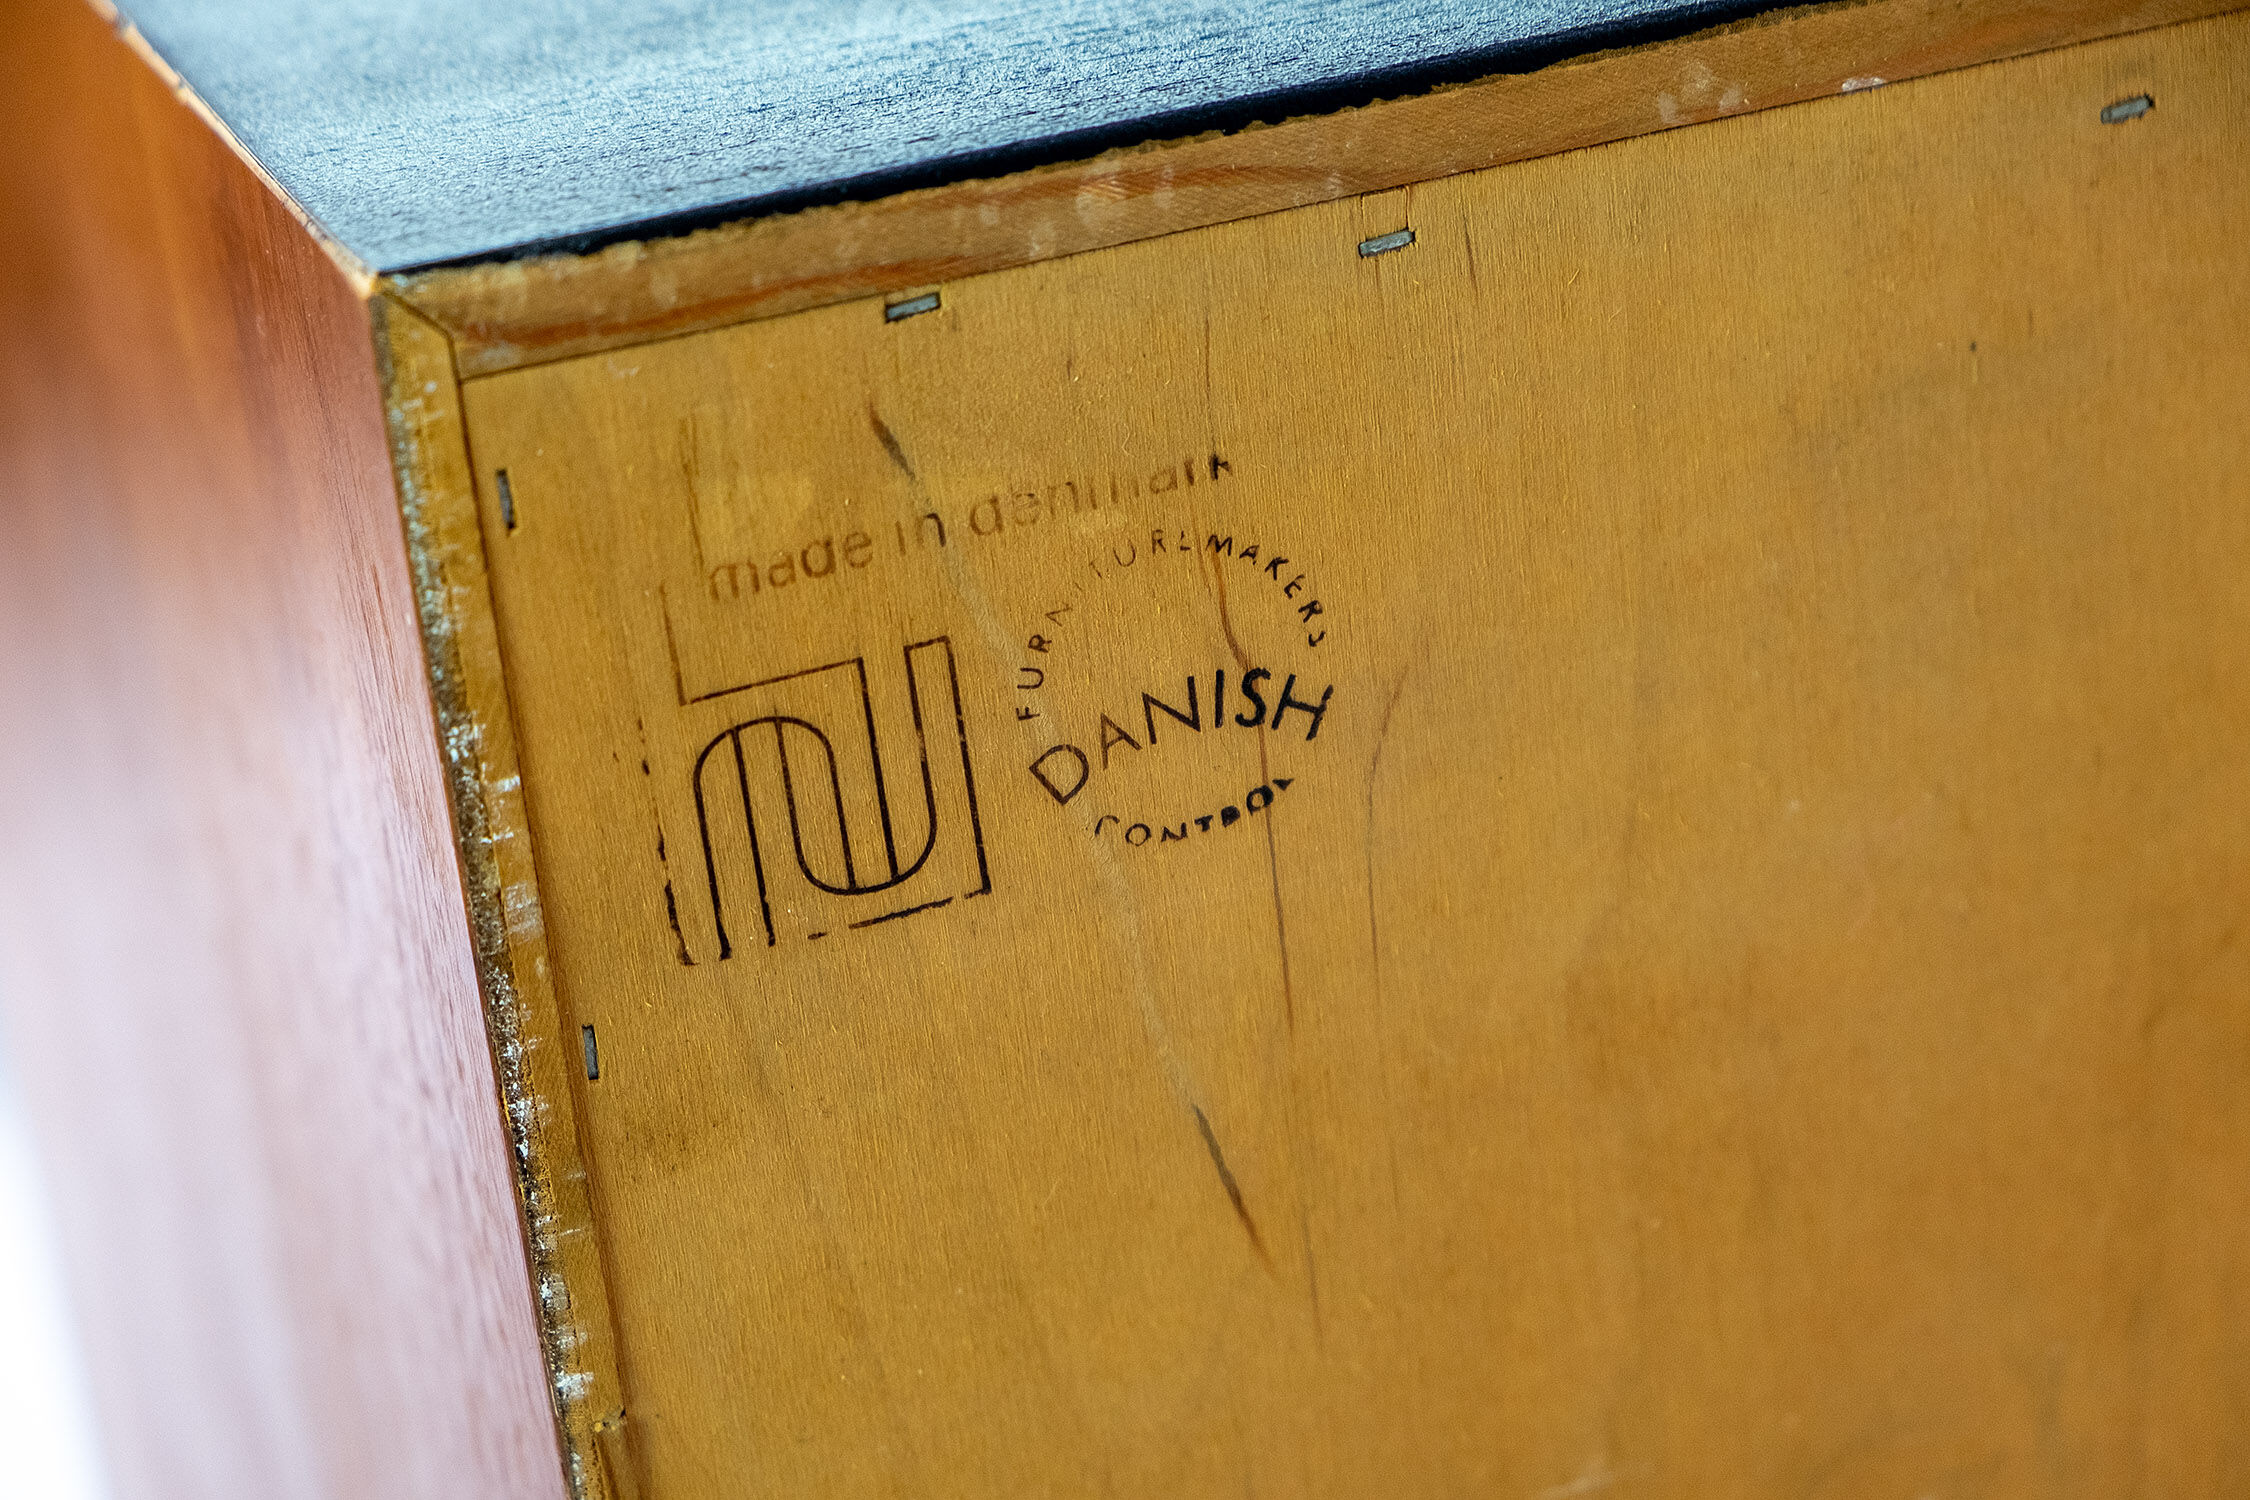 made in denmark
FURNITUREMAKERS
DANISH
CONTROL